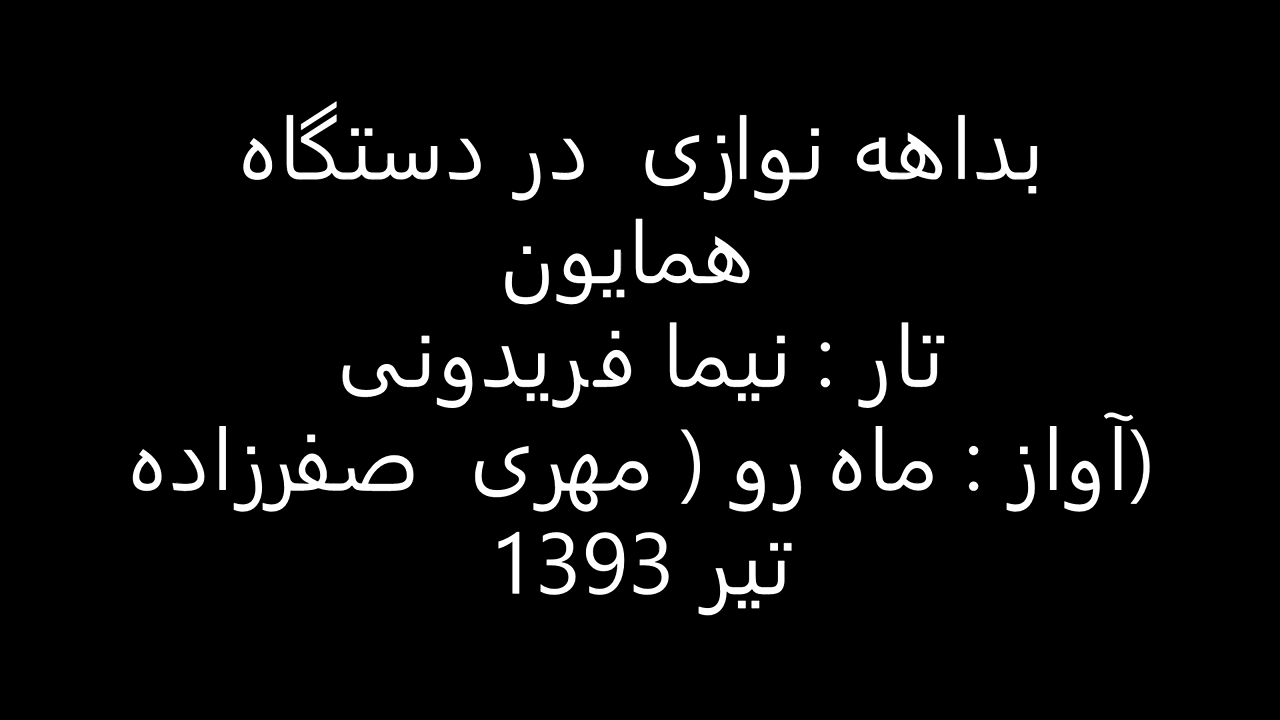 بداهه نوازی در دستگاه
همایون
تار : نیما فریدونی
آواز : ماه رو ( مهری صفرزاده)
تیر 1393